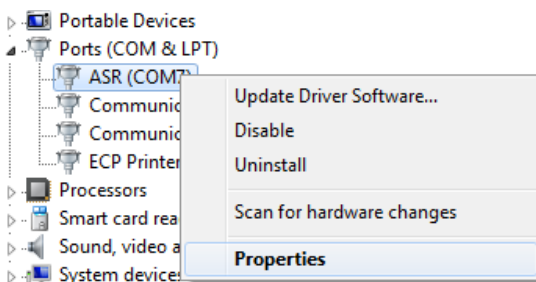 Portable Devices
Ports (COM & LPT)
ASR (COM7)
Communic
Communic
ECP Printer
Processors
Smart card rea
Sound, video a
System devices
Update Driver Software...
Disable
Uninstall
Scan for hardware changes
Properties